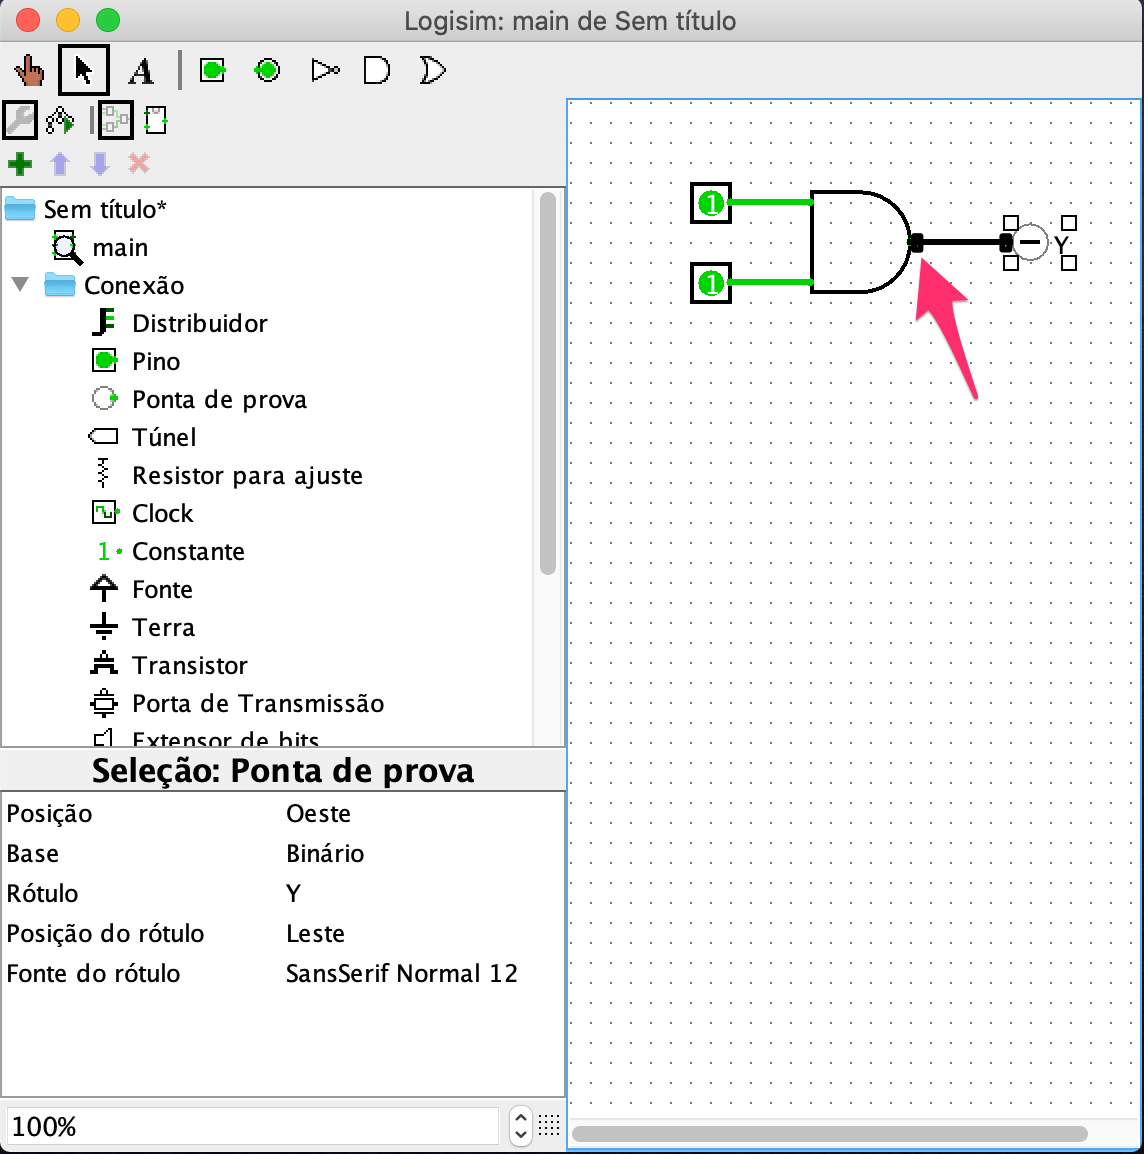 Logisim: main de Sem título
A
Sem título*
main
Conexão
Distribuidor
Pino
Ponta de prova
Túnel
Resistor para ajuste
Clock
1 Constante
Fonte
Terra
Transistor
Porta de Transmissão
Extensor de bits
Seleção: Ponta de prova
Posição Oeste
Base Binário
Rótulo Y
Posição do rótulo Leste
Fonte do rótulo SansSerif Normal 12
100%
1
1
Y